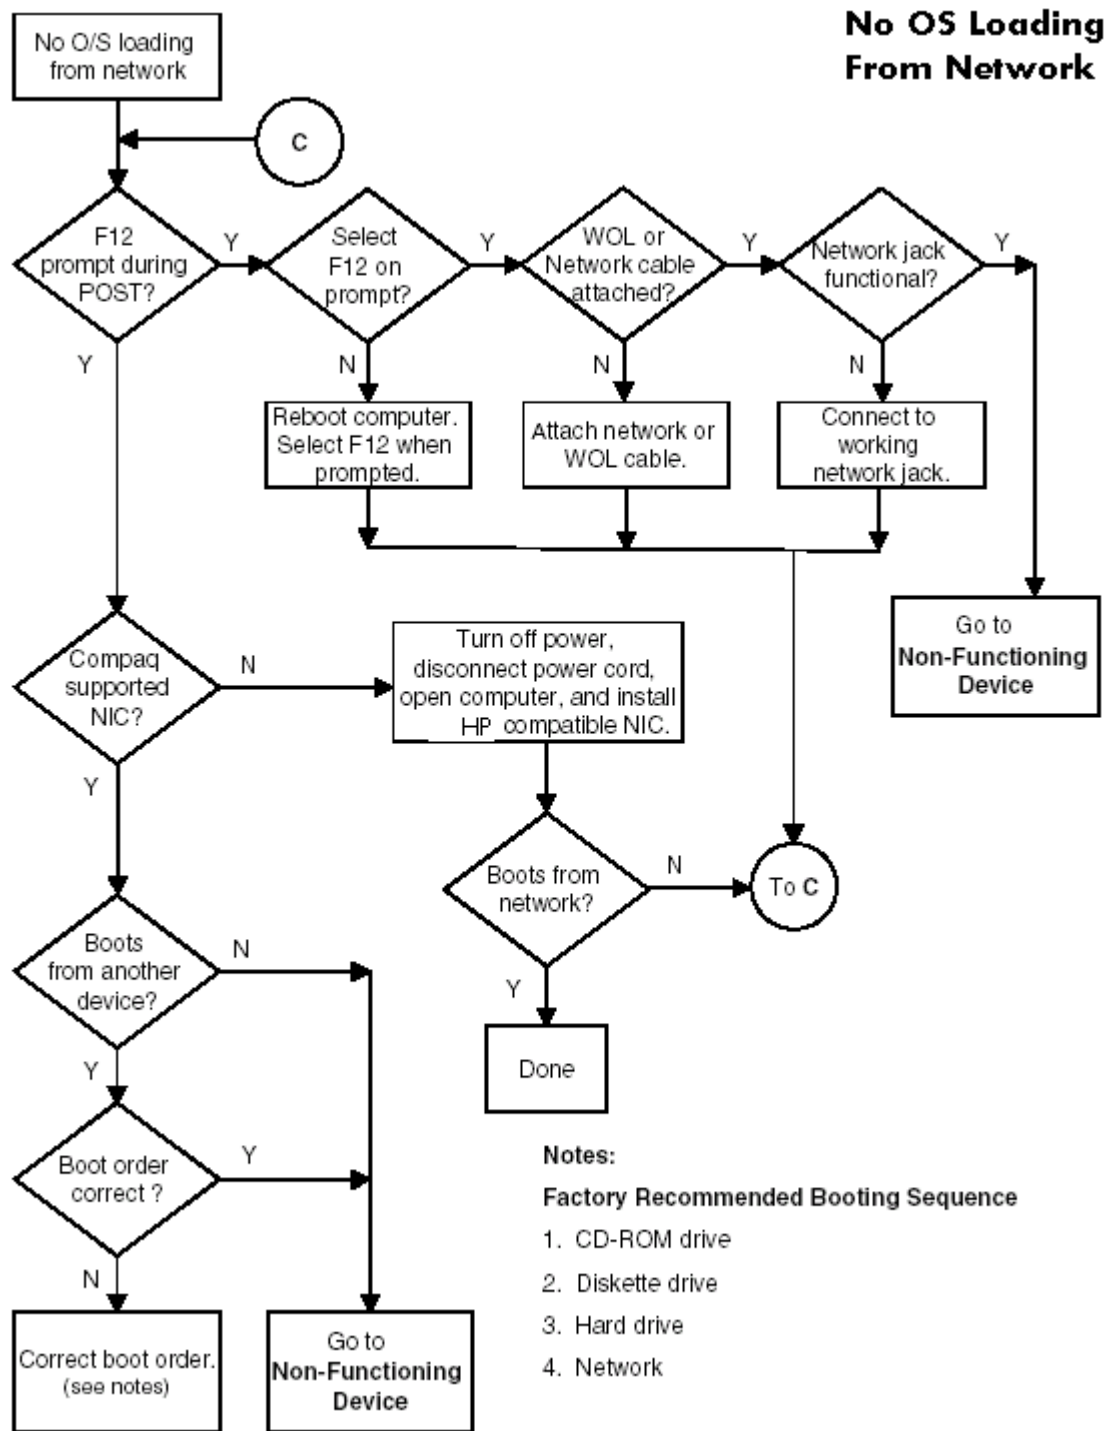 No OS Loading
From Network
No O/S loading
from network
C
F12
prompt during
POST?
Y
Select
F12 on
prompt?
Y
WOL or
Network cable
attached?
Y
Network jack
functional?
Y
Y
N
N
N
Reboot computer.
Select F12 when
prompted.
Attach network or
WOL cable.
Connect to
working
network jack.
Go to
Non-Functioning
Device
Compaq
supported
NIC?
N
Turn off power,
disconnect power cord,
open computer, and install
HP compatible NIC.
Y
Boots from
network?
N
To C
Y
Done
Boots
from another
device?
N
Y
Boot order
correct ?
Y
N
Correct boot order.
(see notes)
Go to
Non-Functioning
Device
Notes:
Factory Recommended Booting Sequence
1. CD-ROM drive
2. Diskette drive
3. Hard drive
4. Network